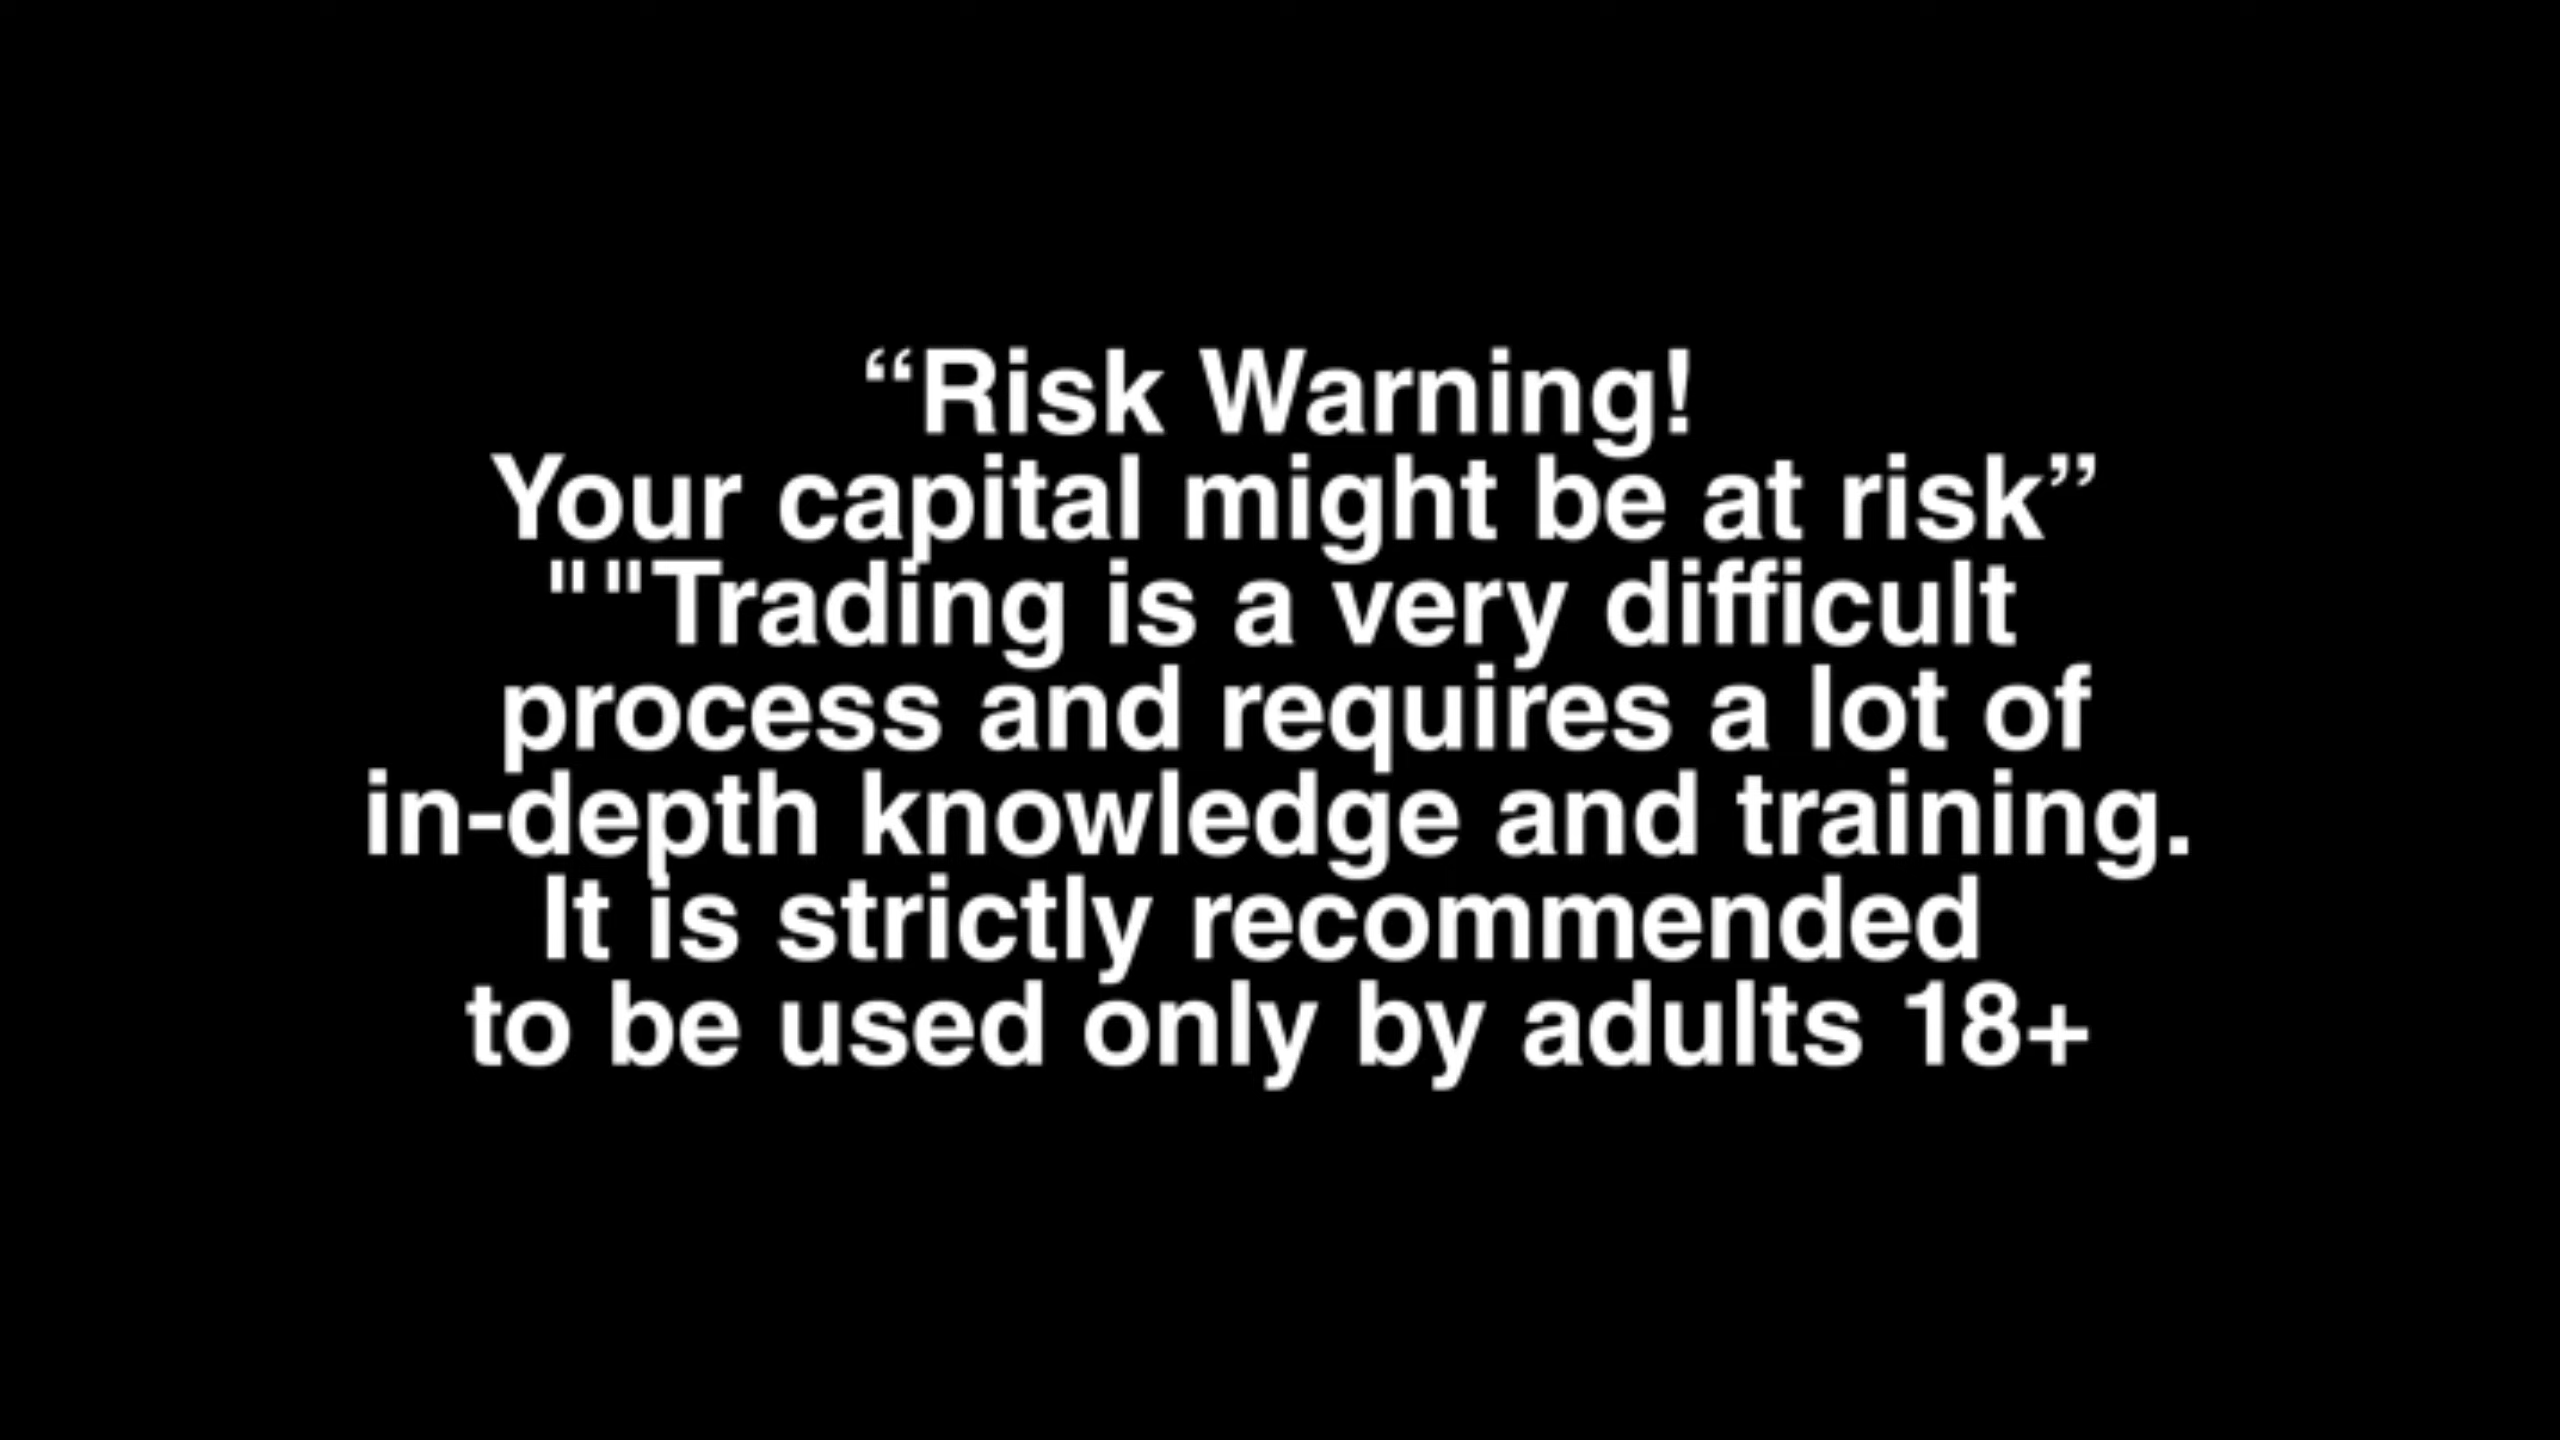 “Risk Warning!
Your capital might be at risk”
""Trading is a very difficult
process and requires a lot of
in-depth knowledge and training.
It is strictly recommended
to be used only by adults 18+